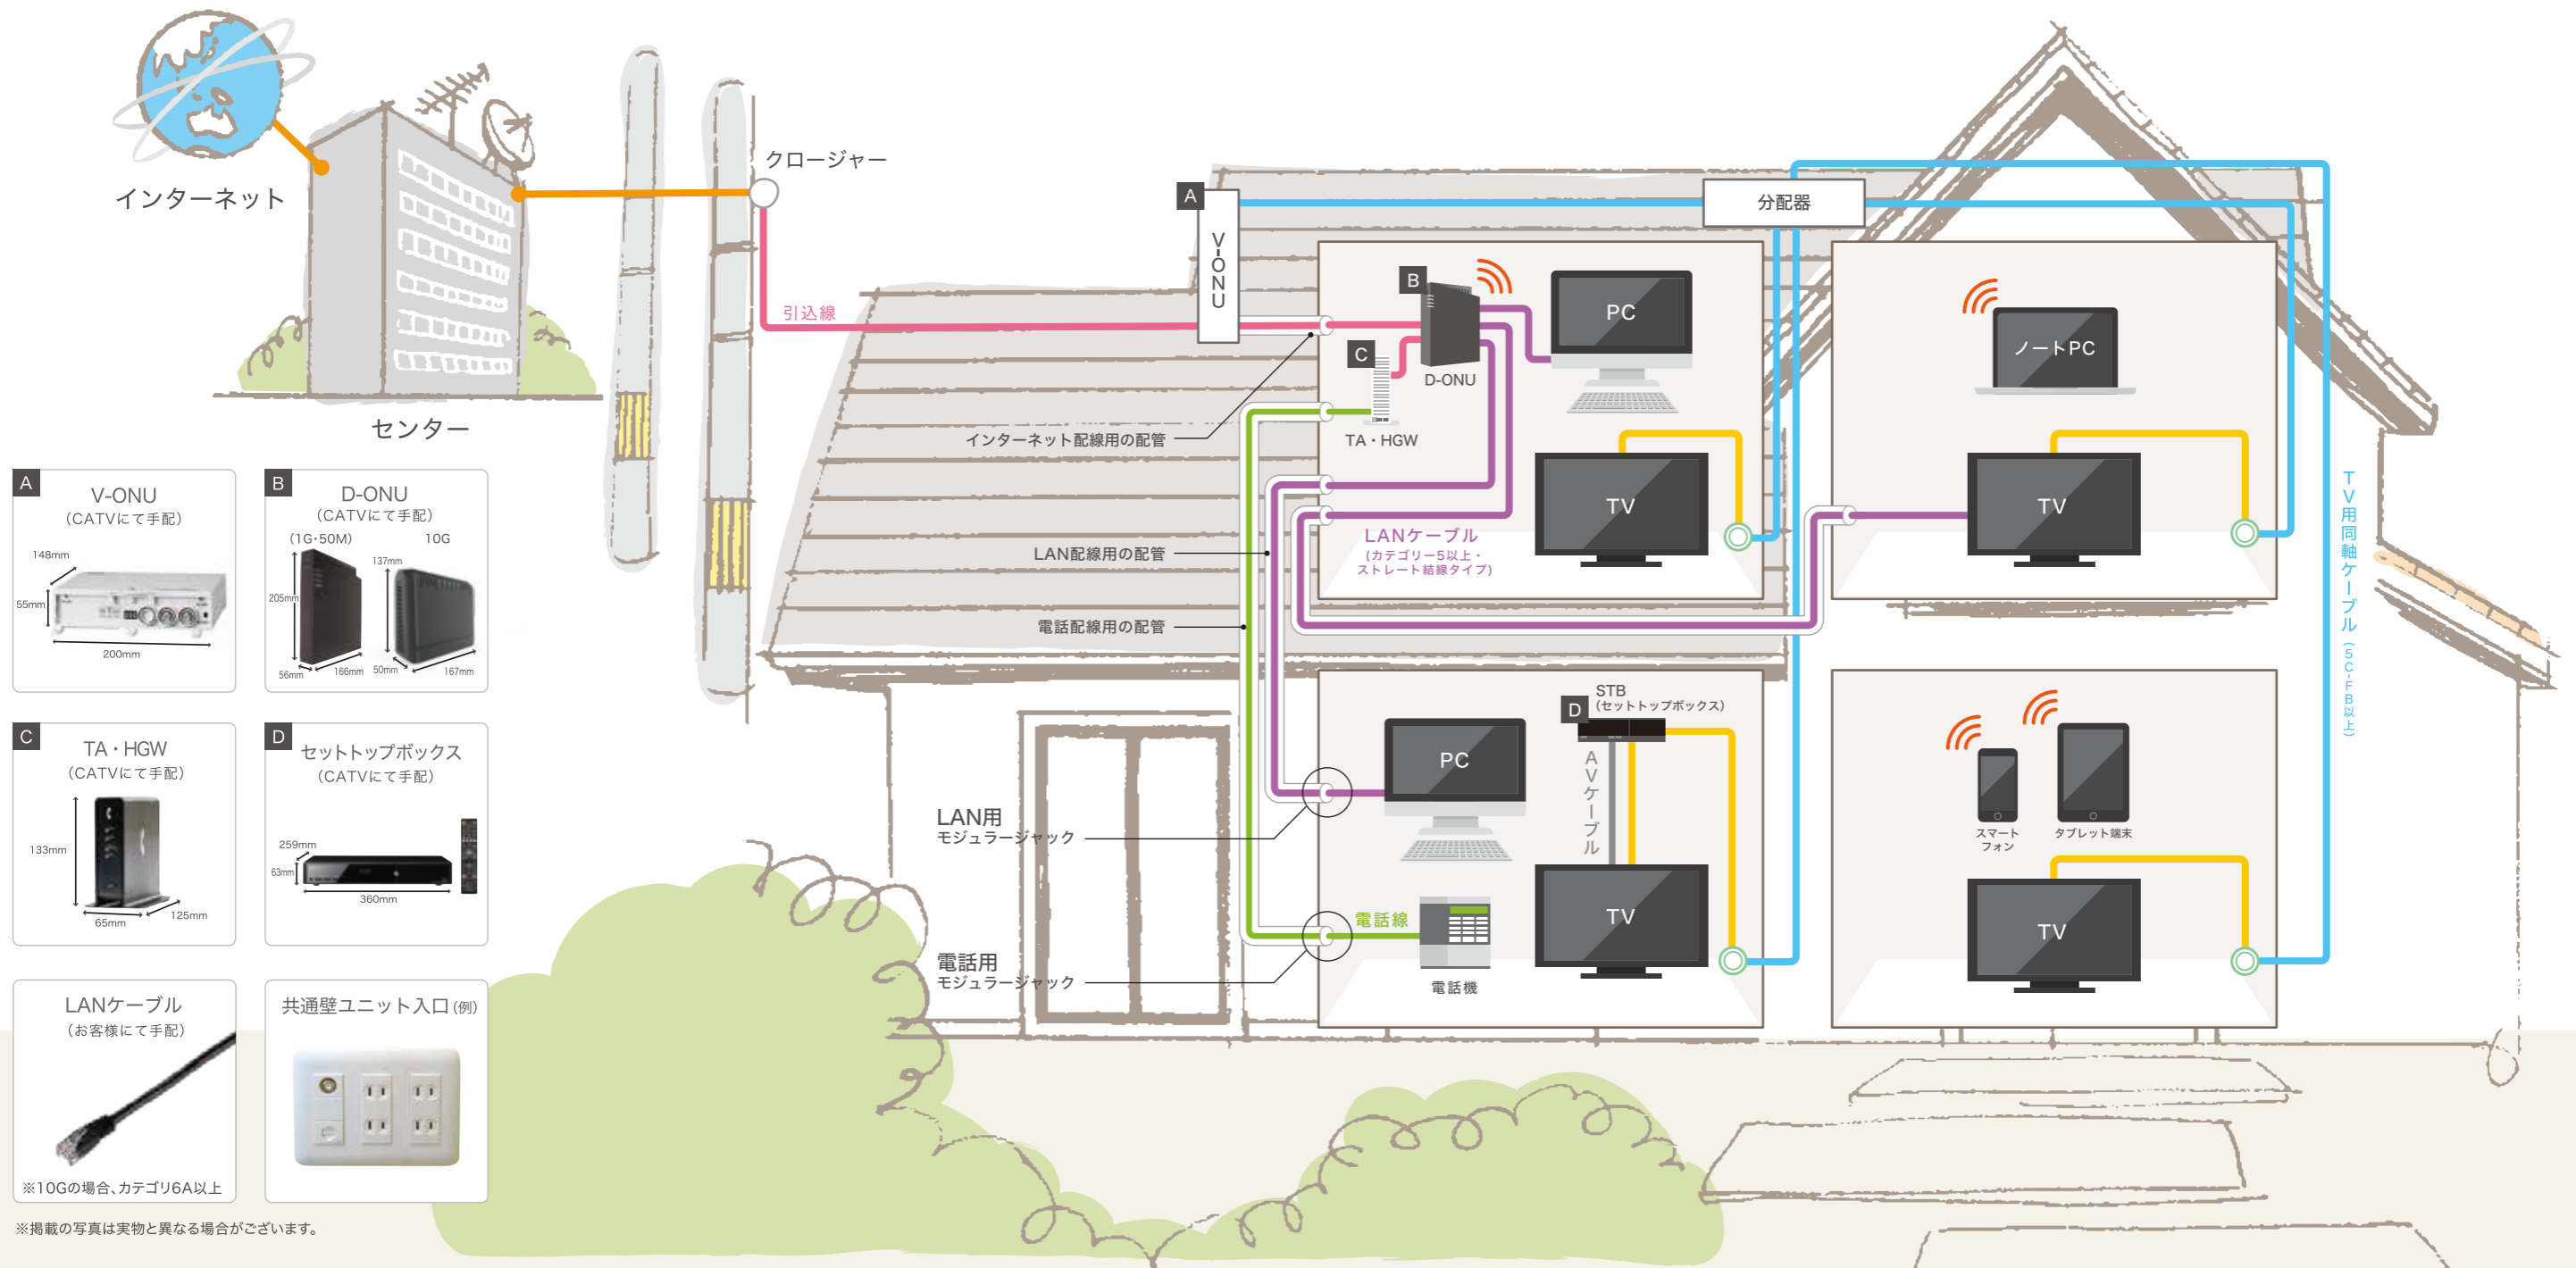 インターネット
センター
クロージャー
引込線
A
V-ONU
分配器
B
D-ONU
PC
C
TA・HGW
ノートPC
インターネット配線用の配管
TV
TV
LANケーブル
(カテゴリー5以上・
ストレート結線タイプ)
LAN配線用の配管
電話配線用の配管
TV用同軸ケーブル(5C-FB以上)
STB
(セットトップボックス)
D
PC
AVケーブル
LAN用
モジュラージャック
TV
電話線
電話機
電話用
モジュラージャック
スマート
フォン
タブレット端末
TV
A
V-ONU
(CATVにて手配)
148mm
55mm
200mm
B
D-ONU
(CATVにて手配)
(1G・50M)
10G
137mm
205mm
56mm
166mm
50mm
167mm
C
TA・HGW
(CATVにて手配)
133mm
65mm
125mm
D
セットトップボックス
(CATVにて手配)
259mm
63mm
360mm
LANケーブル
(お客様にて手配)
※10Gの場合、カテゴリ6A以上
共通壁ユニット入口(例)
※掲載の写真は実物と異なる場合がございます。